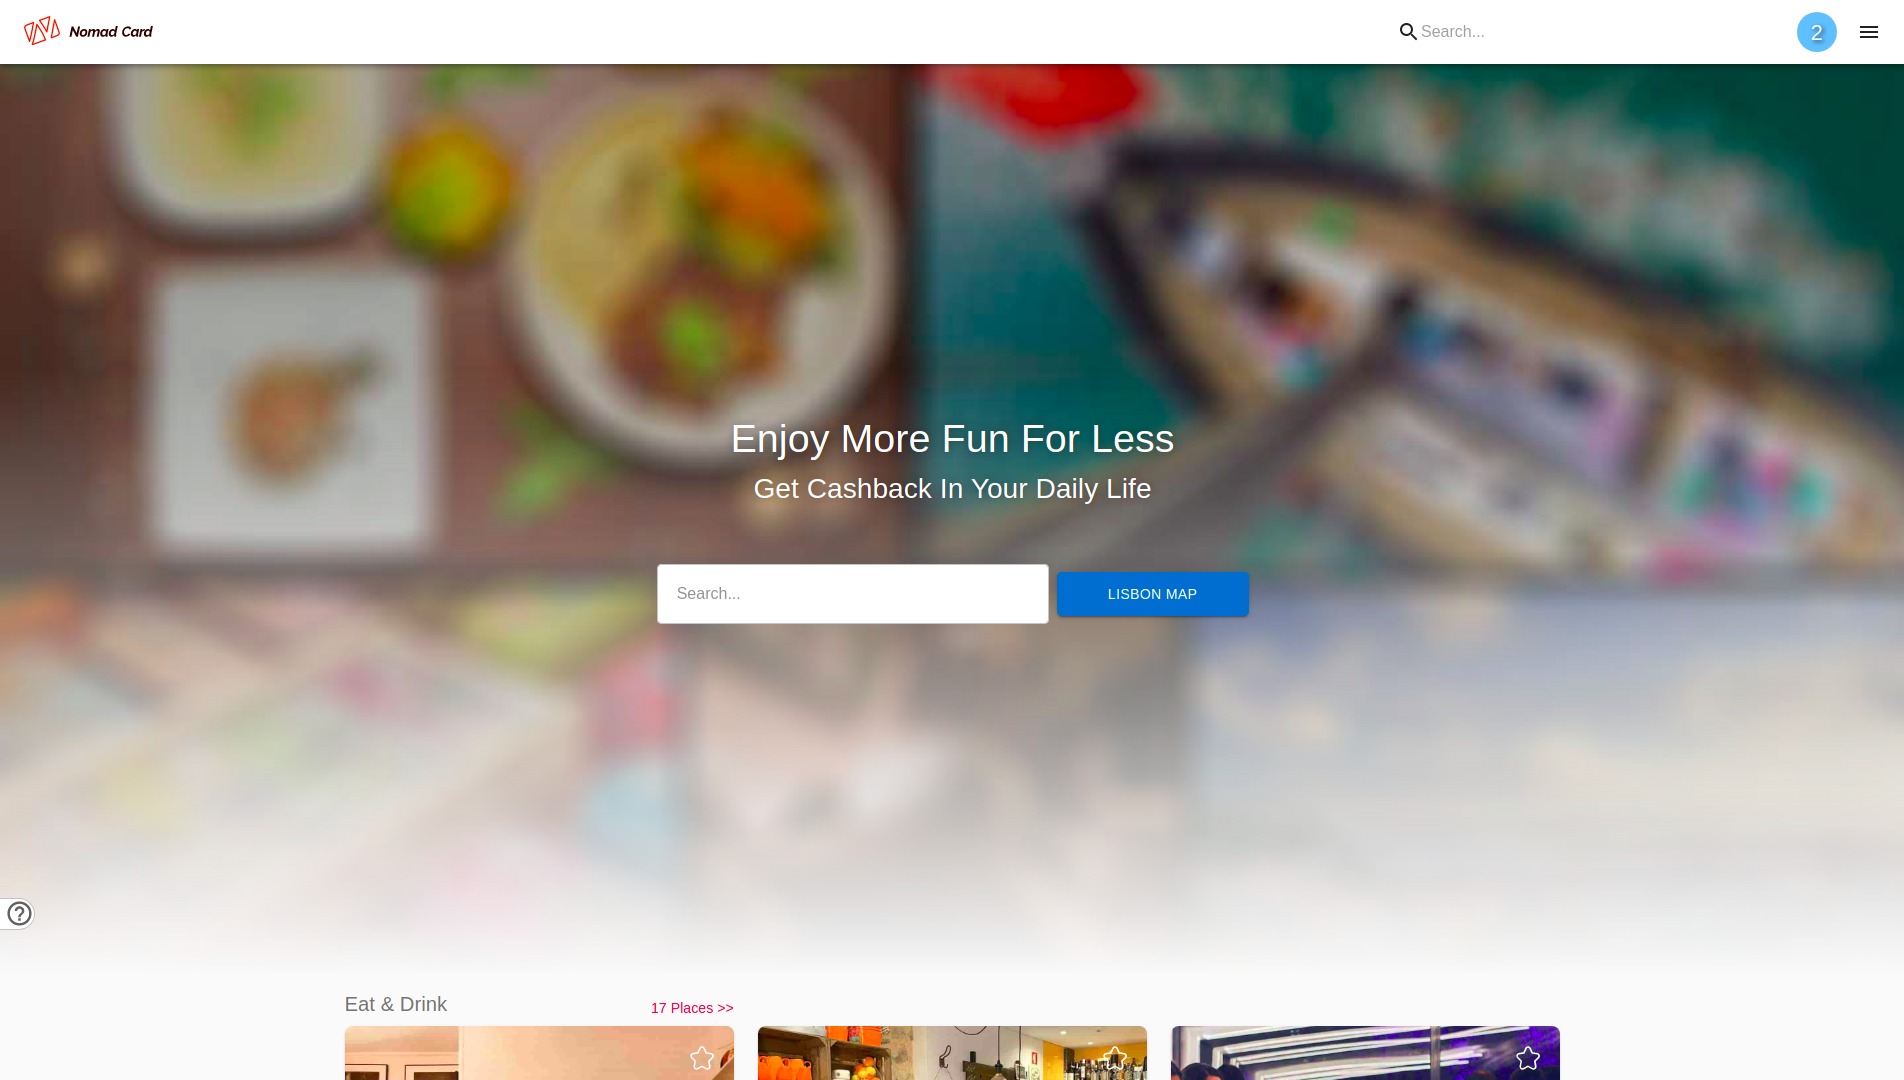 Nomad Card
Search...
2
Enjoy More Fun For Less
Get Cashback In Your Daily Life
Search...
LISBON MAP
Eat & Drink
17 Places >>